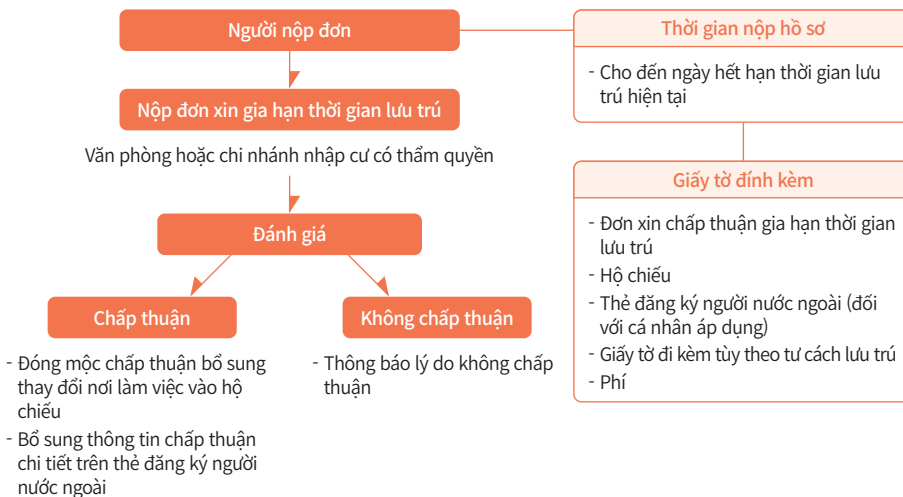 Người nộp đơn
Nộp đơn xin gia hạn thời gian lưu trú
Văn phòng hoặc chi nhánh nhập cư có thẩm quyền
Đánh giá
Chấp thuận
- Đóng mộc chấp thuận bổ sung
thay đổi nơi làm việc vào hộ
chiếu
- Bổ sung thông tin chấp thuận
chi tiết trên thẻ đăng ký người
nước ngoài
Không chấp thuận
- Thông báo lý do không chấp
thuận
Thời gian nộp hồ sơ
- Cho đến ngày hết hạn thời gian lưu
trú hiện tại
Giấy tờ đính kèm
- Đơn xin chấp thuận gia hạn thời gian
lưu trú
- Hộ chiếu
- Thẻ đăng ký người nước ngoài (đối
với cá nhân áp dụng)
- Giấy tờ đi kèm tùy theo tư cách lưu trú
- Phí